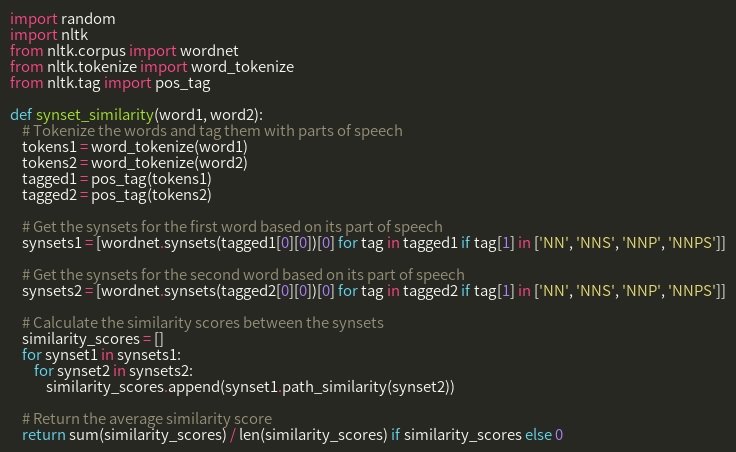 import random
import nltk
from nltk.corpus import wordnet
from nltk.tokenize import word_tokenize
from nltk.tag import pos_tag

def synset_similarity(word1, word2):
    # Tokenize the words and tag them with parts of speech
    tokens1 = word_tokenize(word1)
    tokens2 = word_tokenize(word2)
    tagged1 = pos_tag(tokens1)
    tagged2 = pos_tag(tokens2)

    # Get the synsets for the first word based on its part of speech
    synsets1 = [wordnet.synsets(tagged1[0][0])[0] for tag in tagged1 if tag[1] in ['NN', 'NNS', 'NNP', 'NNPS']]

    # Get the synsets for the second word based on its part of speech
    synsets2 = [wordnet.synsets(tagged2[0][0])[0] for tag in tagged2 if tag[1] in ['NN', 'NNS', 'NNP', 'NNPS']]

    # Calculate the similarity scores between the synsets
    similarity_scores = []
    for synset1 in synsets1:
        for synset2 in synsets2:
            similarity_scores.append(synset1.path_similarity(synset2))

    # Return the average similarity score
    return sum(similarity_scores) / len(similarity_scores) if similarity_scores else 0